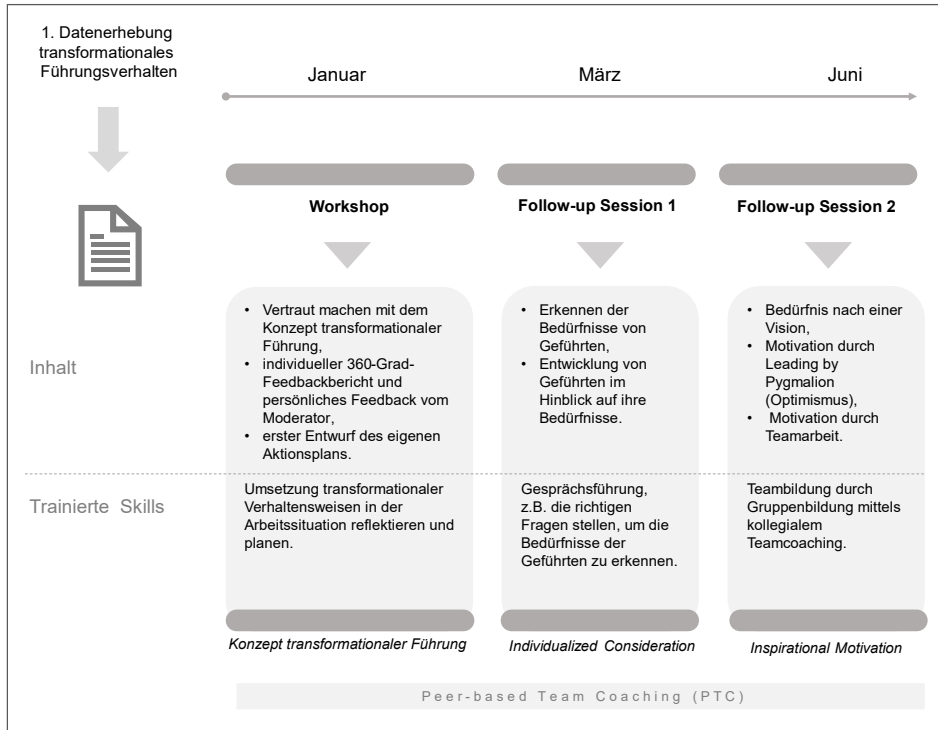 1. Datenerhebung
transformationales
Führungsverhalten
Januar
März
Juni
Workshop
Follow-up Session 1
Follow-up Session 2
Inhalt
• Vertraut machen mit dem
Konzept transformationaler
Führung,
• individueller 360-Grad-
Feedbackbericht und
persönliches Feedback vom
Moderator,
• erster Entwurf des eigenen
Aktionsplans.
• Erkennen der
Bedürfnisse von
Geführten,
• Entwicklung von
Geführten im
Hinblick auf ihre
Bedürfnisse.
• Bedürfnis nach einer
Vision,
• Motivation durch
Leading by
Pygmalion
(Optimismus),
• Motivation durch
Teamarbeit.
Trainierte Skills
Umsetzung transformationaler
Verhaltensweisen in der
Arbeitssituation reflektieren und
planen.
Gesprächsführung,
z.B. die richtigen
Fragen stellen, um die
Bedürfnisse der
Geführten zu erkennen.
Teambildung durch
Gruppenbildung mittels
kollegialem
Teamcoaching.
Konzept transformationaler Führung
Individualized Consideration
Inspirational Motivation
Peer-based Team Coaching (PTC)